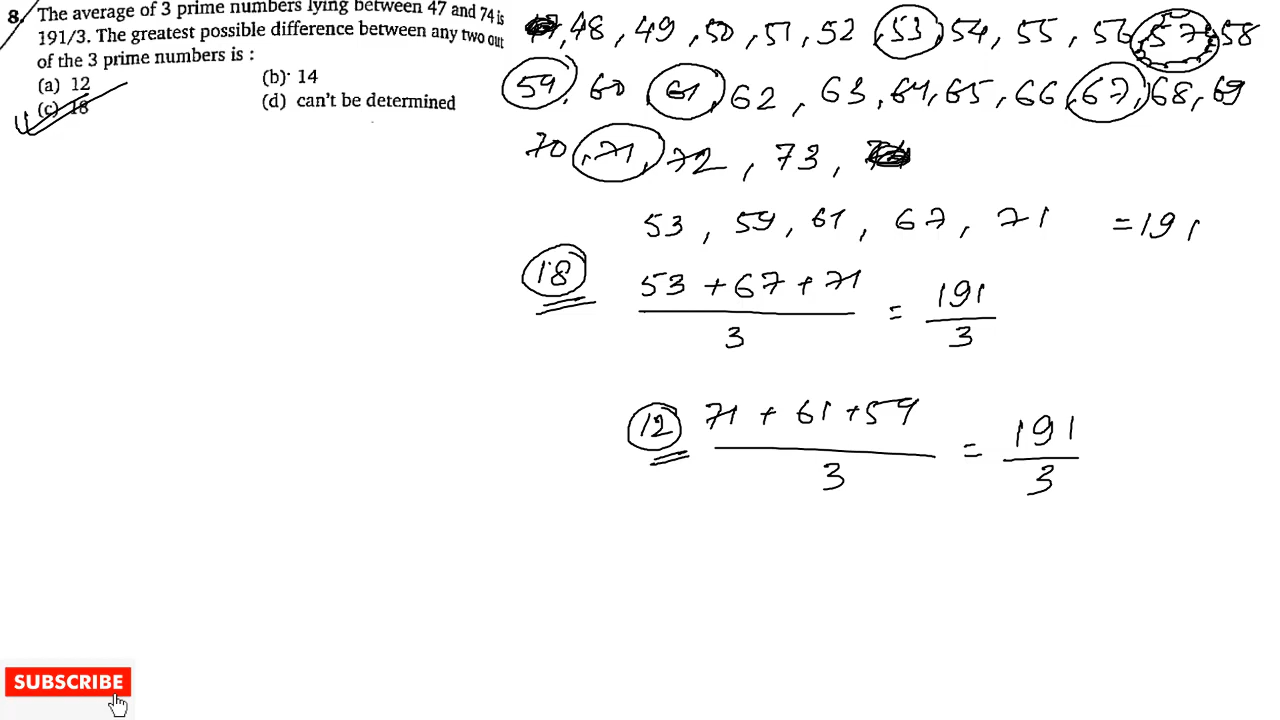 8. The average of 3 prime numbers lying between 47 and 74 is
191/3. The greatest possible difference between any two out
of the 3 prime numbers is :
(a) 12 (b) 14
(c) 18 (d) can't be determined
, 48 , 49 , 50 , 51 , 52 , 53 , 54 , 55 , 56 , 57 , 58
59 , 60 , 61 , 62 , 63 , 64 , 65 , 66 , 67 , 68 , 69
70 , 71 , 72 , 73 ,
53 , 59 , 61 , 67 , 71 = 191
18 53 + 67 + 71 / 3 = 191 / 3
12 71 + 61 + 59 / 3 = 191 / 3
SUBSCRIBE